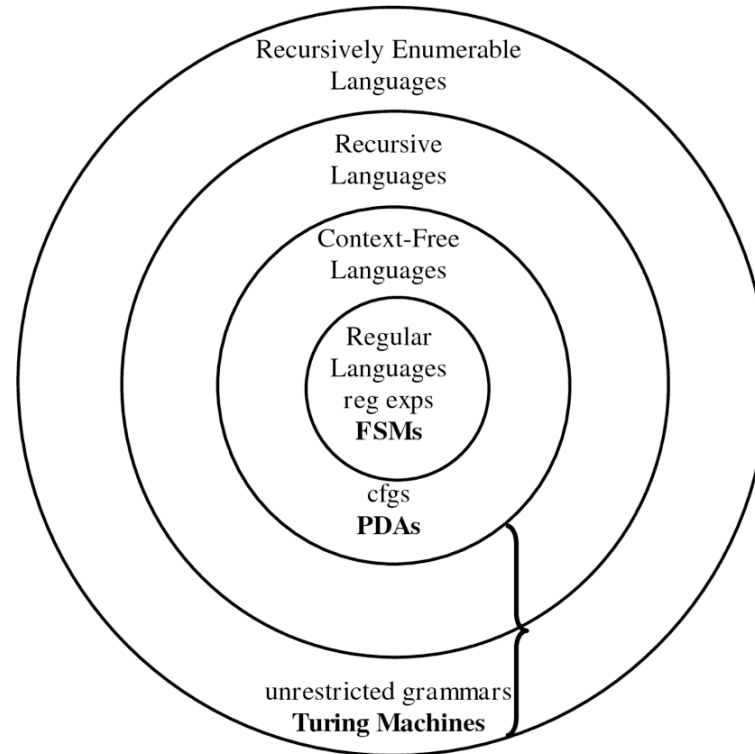 Recursively Enumerable
Languages
Recursive
Languages
Context-Free
Languages
Regular
Languages
reg exps
FSMs
cfgs
PDAs
unrestricted grammars
Turing Machines